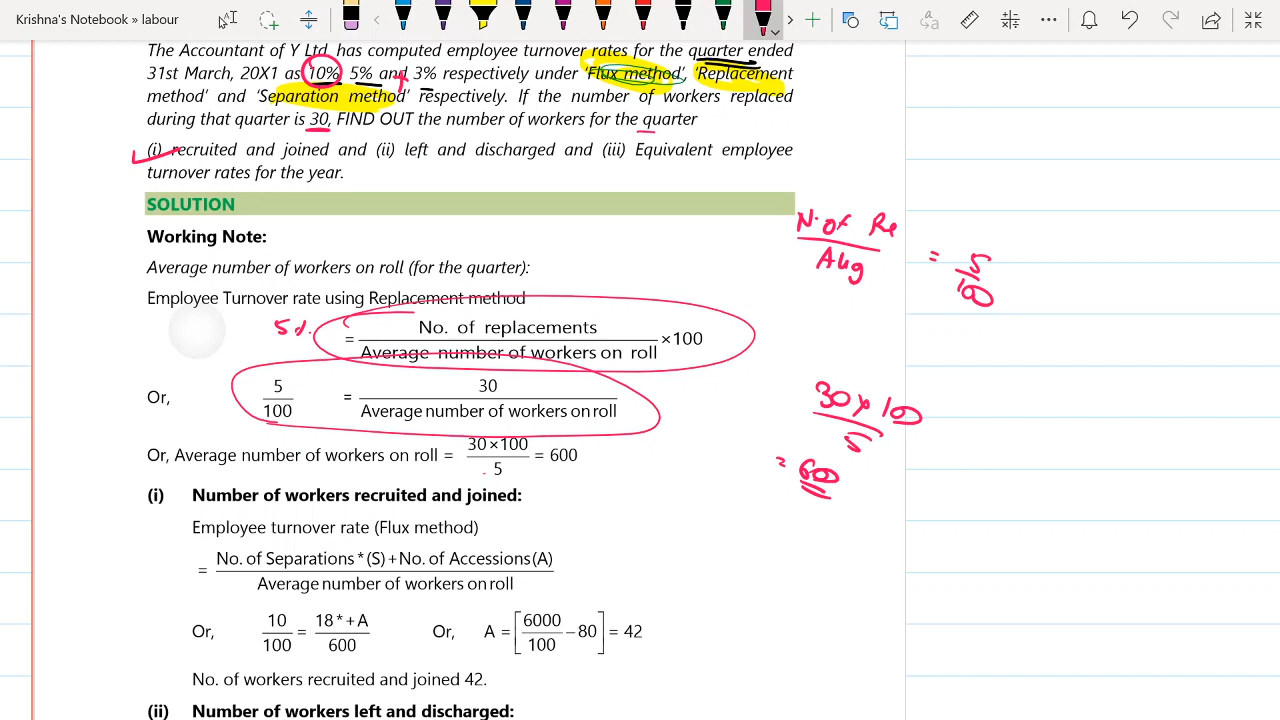 Krishna's Notebook » labour
The Accountant of Y Ltd. has computed employee turnover rates for the quarter ended
31st March, 20X1 as 10%, 5% and 3% respectively under 'Flux method', 'Replacement
method' and 'Separation method' respectively. If the number of workers replaced
during that quarter is 30, FIND OUT the number of workers for the quarter
(i) recruited and joined and (ii) left and discharged and (iii) Equivalent employee
turnover rates for the year.
SOLUTION
Working Note:
Average number of workers on roll (for the quarter):
Employee Turnover rate using Replacement method
5%
= No. of replacements / Average number of workers on roll ×100
Or, 5/100 = 30 / Average number of workers on roll
Or, Average number of workers on roll = 30×100 / 5 = 600
(i) Number of workers recruited and joined:
Employee turnover rate (Flux method)
= No. of Separations*(S)+No. of Accessions(A) / Average number of workers on roll
Or, 10/100 = 18*+A / 600 Or, A = [6000/100 − 80] = 42
No. of workers recruited and joined 42.
(ii) Number of workers left and discharged:
N. of Re / Avg = 5/100
30 × 100 / 5
= 600